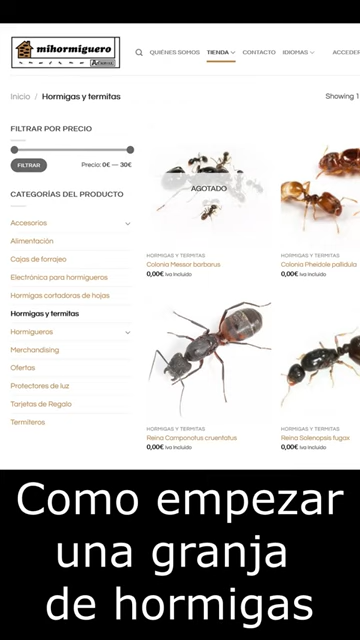 mihormiguero
QUIÉNES SOMOS TIENDA CONTACTO IDIOMAS ACCEDER
Inicio / Hormigas y termitas
Showing 1
FILTRAR POR PRECIO
FILTRAR
Precio: 0€ — 30€
CATEGORÍAS DEL PRODUCTO
Accesorios
Alimentación
Cajas de forrajeo
Electrónica para hormigueros
Hormigas cortadoras de hojas
Hormigas y termitas
Hormigueros
Merchandising
Ofertas
Protectores de luz
Tarjetas de Regalo
Termiteros
AGOTADO
HORMIGAS Y TERMITAS
Colonia Messor barbarus
0,00€ Iva Incluido
HORMIGAS Y TERMITAS
Colonia Pheidole pallidula
0,00€ Iva Incluido
HORMIGAS Y TERMITAS
Reina Camponotus cruentatus
0,00€ Iva Incluido
HORMIGAS Y TERMITAS
Reina Solenopsis fugax
0,00€ Iva Incluido
Como empezar
una granja
de hormigas